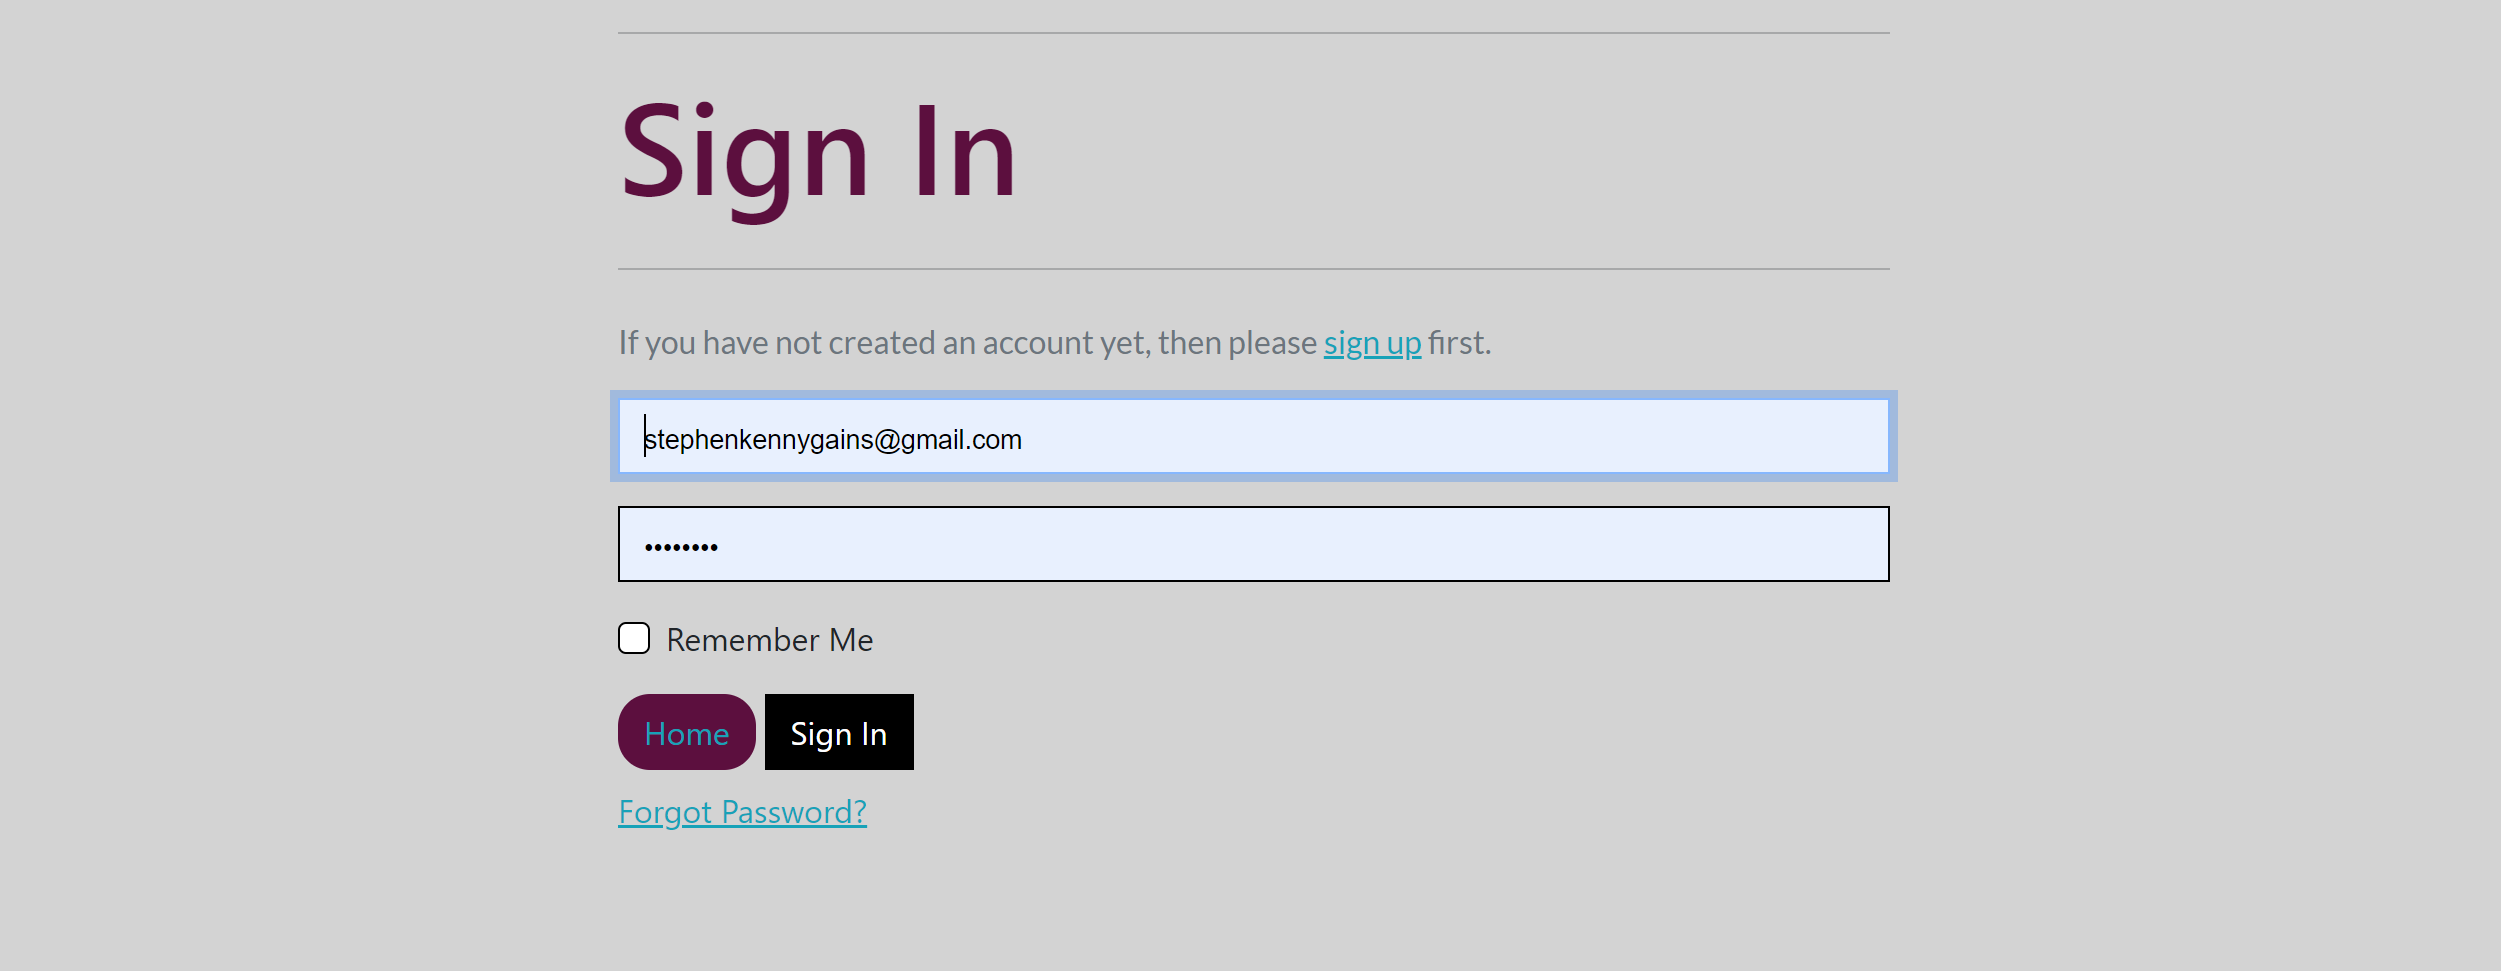 Sign In
If you have not created an account yet, then please sign up first.
stephenkennygains@gmail.com
••••••••
Remember Me
Home Sign In
Forgot Password?